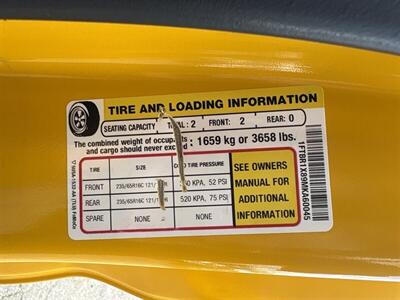 TIRE AND LOADING INFORMATION
SEATING CAPACITY TOTAL: 2 FRONT: 2 REAR: 0
The combined weight of occupants : 1659 kg or 3658 lbs.
and cargo should never exceed
TIRE SIZE COLD TIRE PRESSURE
FRONT 235/65R16C KPA, 52 PSI
REAR 235/65R16C 520 KPA, 75 PSI
SPARE NONE NONE
SEE OWNERS
MANUAL FOR
ADDITIONAL
INFORMATION
1FTBR1X89MKA60045